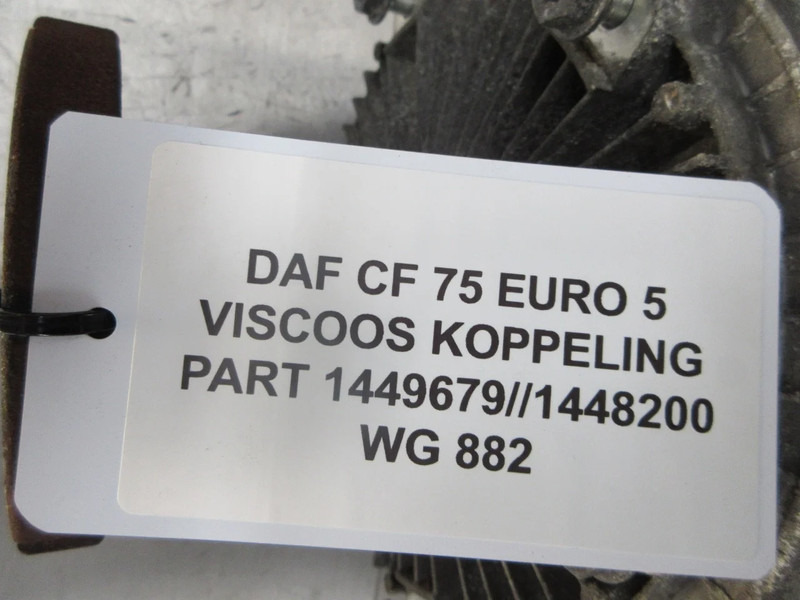 DAF CF 75 EURO 5
VISCOOS KOPPELING
PART 1449679//1448200
WG 882